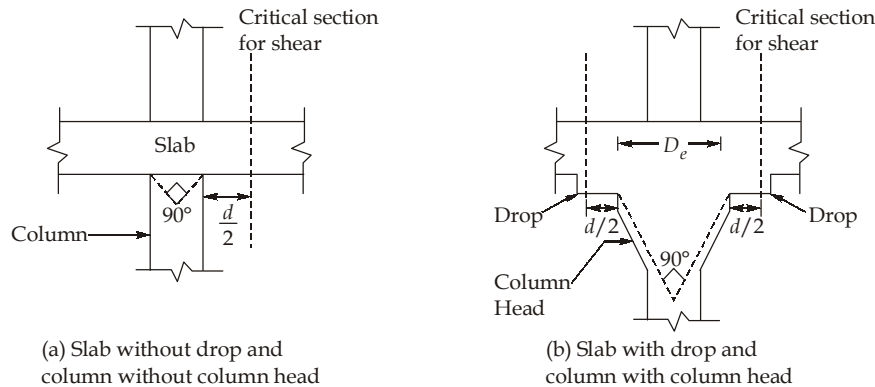 Critical section
for shear
Slab
90°
d
2
Column
(a) Slab without drop and
column without column head
Critical section
for shear
Dₑ
Drop
d/2
d/2
Drop
90°
Column
Head
(b) Slab with drop and
column with column head